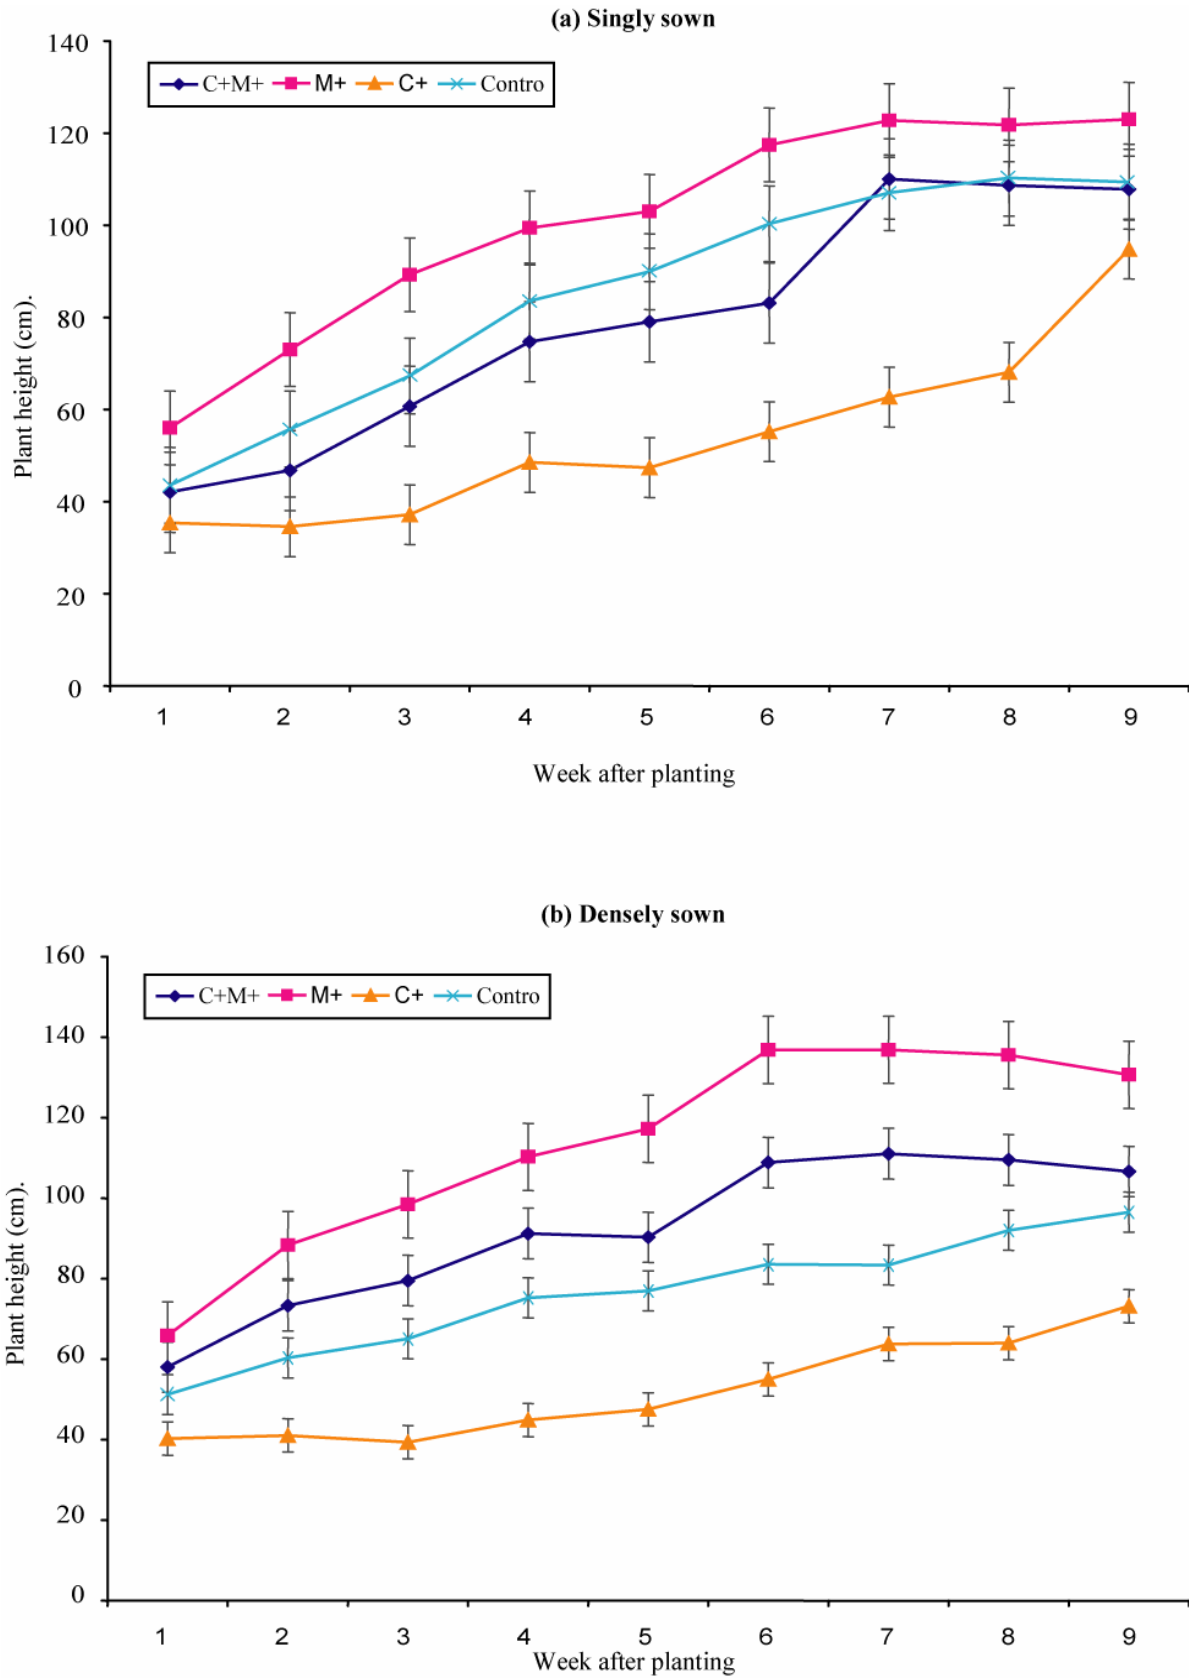 (a) Singly sown
140
C+M+ M+ C+ Contro
120
100
80
60
40
20
0
Plant height (cm).
1 2 3 4 5 6 7 8 9
Week after planting
(b) Densely sown
160
C+M+ M+ C+ Contro
140
120
100
80
60
40
20
0
Plant height (cm).
1 2 3 4 5 6 7 8 9
Week after planting